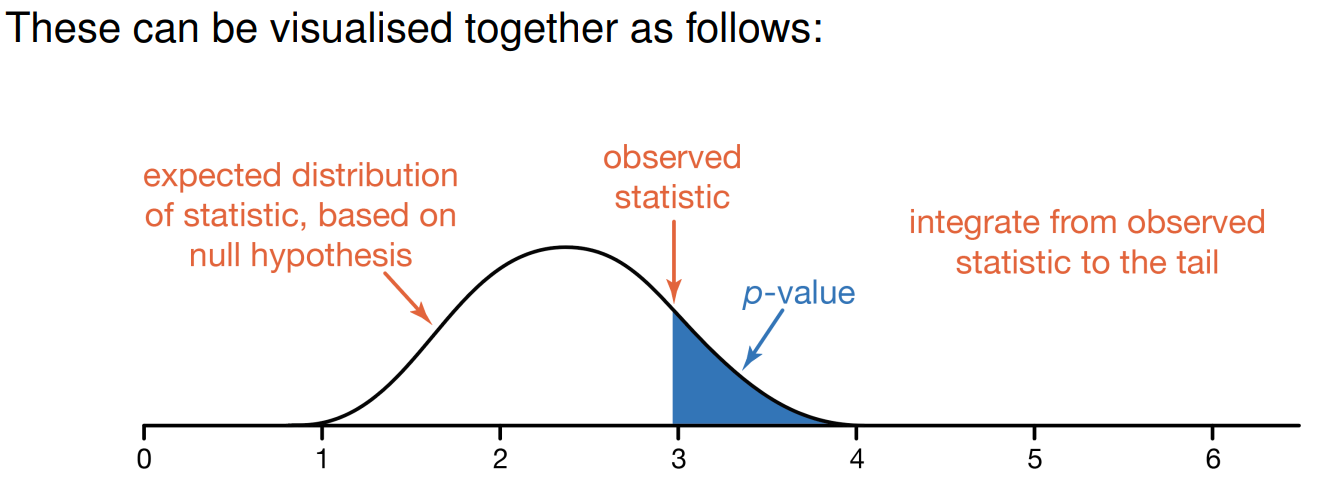 These can be visualised together as follows:
expected distribution
of statistic, based on
null hypothesis
observed
statistic
integrate from observed
statistic to the tail
p-value
0 1 2 3 4 5 6